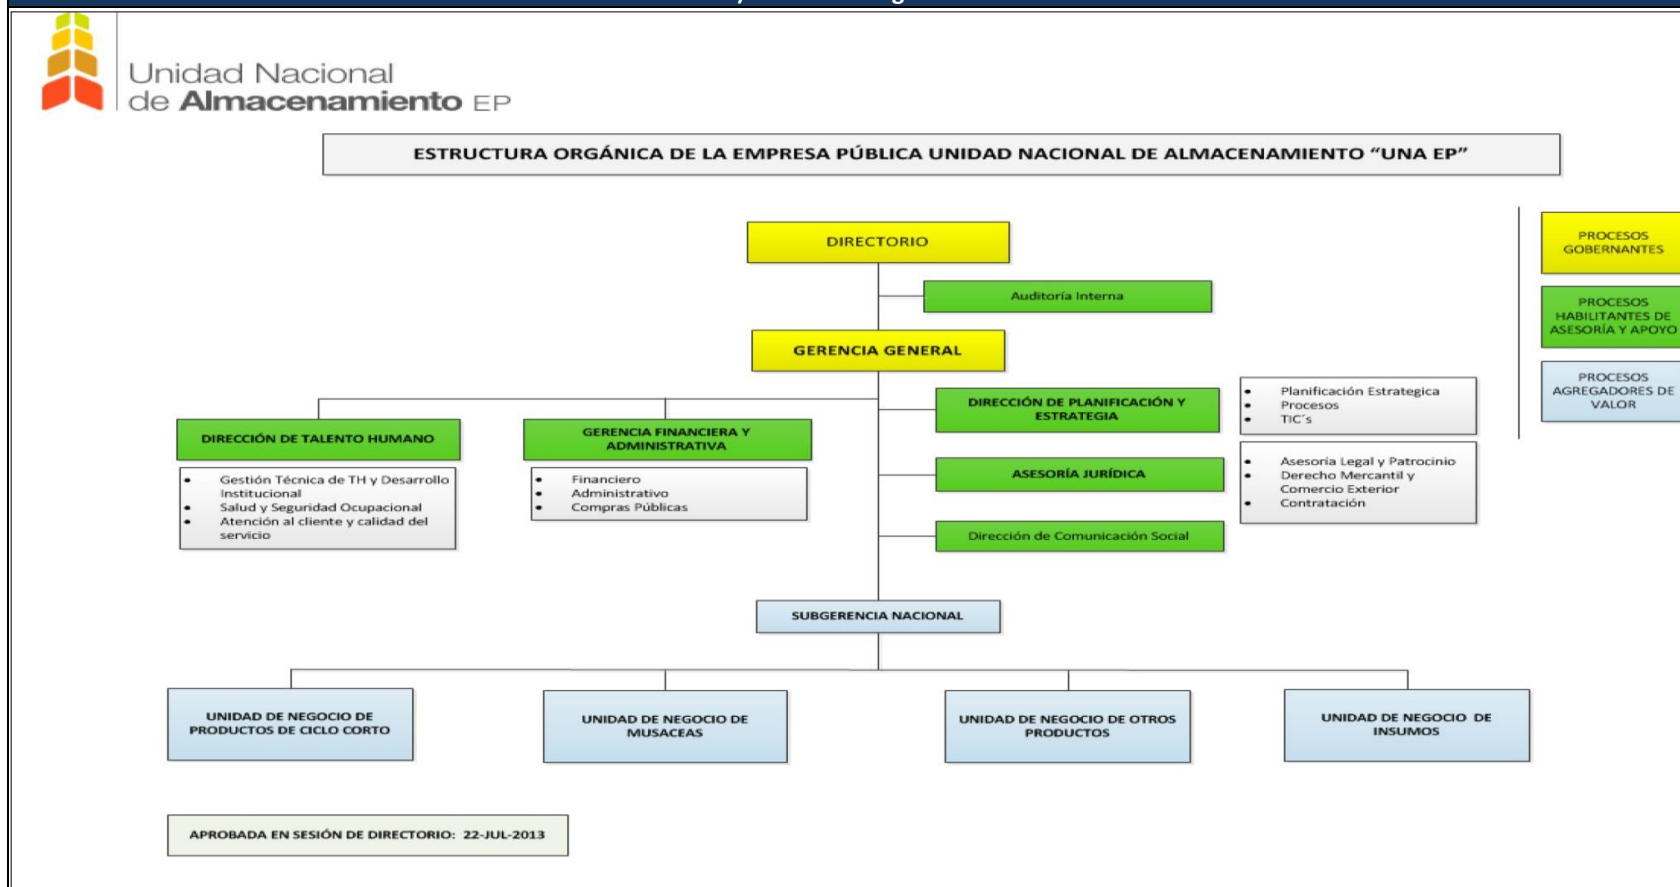 Unidad Nacional
de Almacenamiento EP
ESTRUCTURA ORGÁNICA DE LA EMPRESA PÚBLICA UNIDAD NACIONAL DE ALMACENAMIENTO “UNA EP”
DIRECTORIO
Auditoría Interna
GERENCIA GENERAL
PROCESOS
GOBERNANTES
PROCESOS
HABILITANTES DE
ASESORÍA Y APOYO
PROCESOS
AGREGADORES DE
VALOR
DIRECCIÓN DE PLANIFICACIÓN Y
ESTRATEGIA
• Planificación Estrategica
• Procesos
• TIC´s
DIRECCIÓN DE TALENTO HUMANO
• Gestión Técnica de TH y Desarrollo
Institucional
• Salud y Seguridad Ocupacional
• Atención al cliente y calidad del
servicio
GERENCIA FINANCIERA Y
ADMINISTRATIVA
• Financiero
• Administrativo
• Compras Públicas
ASESORÍA JURÍDICA
• Asesoría Legal y Patrocinio
• Derecho Mercantil y
Comercio Exterior
• Contratación
Dirección de Comunicación Social
SUBGERENCIA NACIONAL
UNIDAD DE NEGOCIO DE
PRODUCTOS DE CICLO CORTO
UNIDAD DE NEGOCIO DE
MUSACEAS
UNIDAD DE NEGOCIO DE OTROS
PRODUCTOS
UNIDAD DE NEGOCIO DE
INSUMOS
APROBADA EN SESIÓN DE DIRECTORIO: 22-JUL-2013